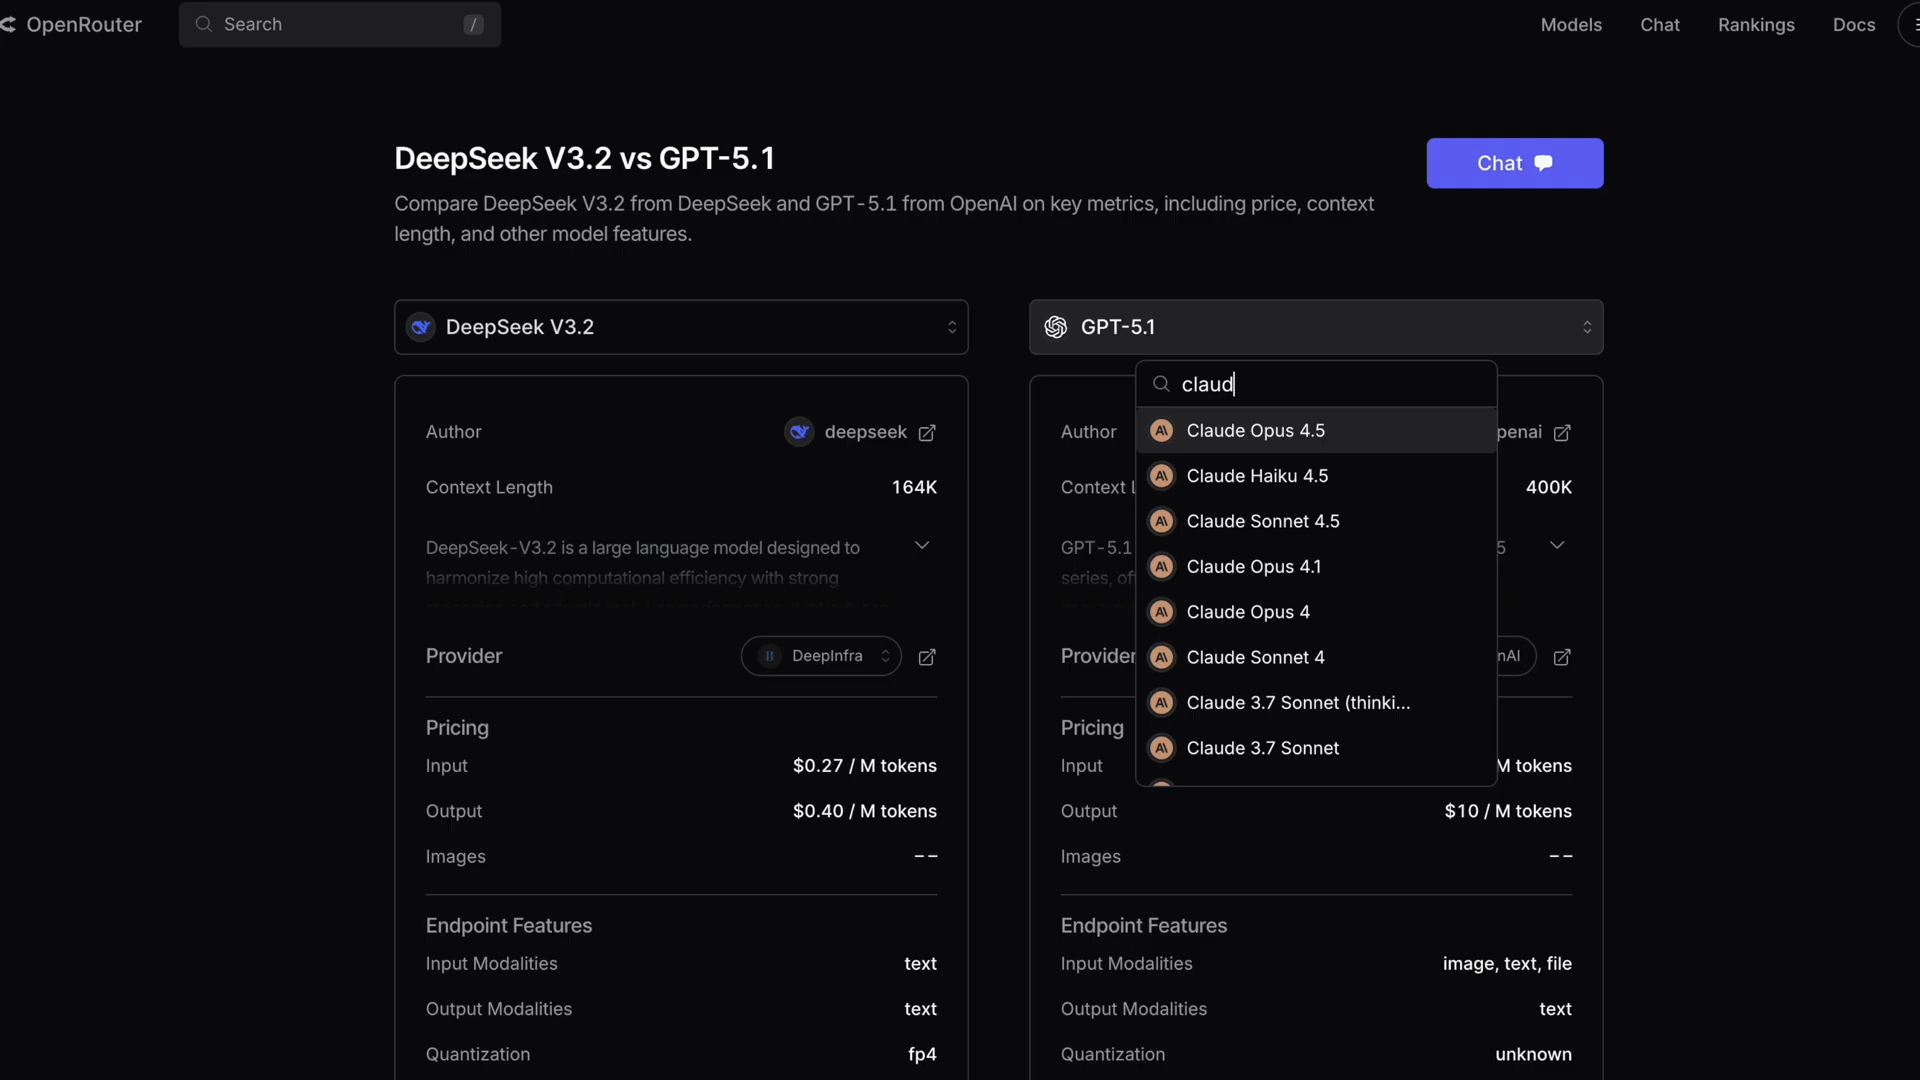 OpenRouter
Search
/
Models
Chat
Rankings
Docs
DeepSeek V3.2 vs GPT-5.1
Chat
Compare DeepSeek V3.2 from DeepSeek and GPT-5.1 from OpenAI on key metrics, including price, context
length, and other model features.
DeepSeek V3.2
Author
deepseek
Context Length
164K
DeepSeek-V3.2 is a large language model designed to
harmonize high computational efficiency with strong
Provider
DeepInfra
Pricing
Input
$0.27 / M tokens
Output
$0.40 / M tokens
Images
--
Endpoint Features
Input Modalities
text
Output Modalities
text
Quantization
fp4
GPT-5.1
claud
Claude Opus 4.5
Claude Haiku 4.5
Claude Sonnet 4.5
Claude Opus 4.1
Claude Opus 4
Claude Sonnet 4
Claude 3.7 Sonnet (thinki...
Claude 3.7 Sonnet
Author
penai
Context L
400K
GPT-5.1
5
series, of
Provider
nAI
Pricing
Input
M tokens
Output
$10 / M tokens
Images
--
Endpoint Features
Input Modalities
image, text, file
Output Modalities
text
Quantization
unknown